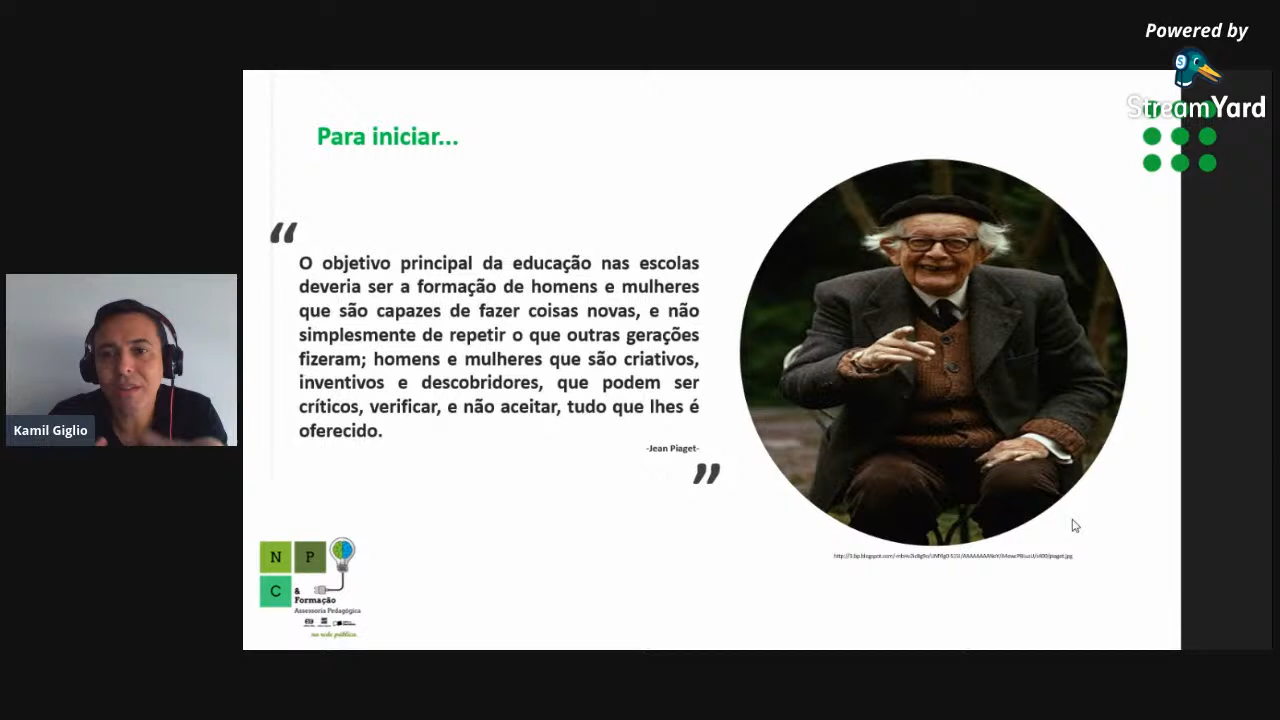 Powered by
StreamYard
Para iniciar...
“
O objetivo principal da educação nas escolas
deveria ser a formação de homens e mulheres
que são capazes de fazer coisas novas, e não
simplesmente de repetir o que outras gerações
fizeram; homens e mulheres que são criativos,
inventivos e descobridores, que podem ser
críticos, verificar, e não aceitar, tudo que lhes é
oferecido.
-Jean Piaget-
”
Kamil Giglio
N P
C
&
Formação
Assessoria Pedagógica
na rede pública.